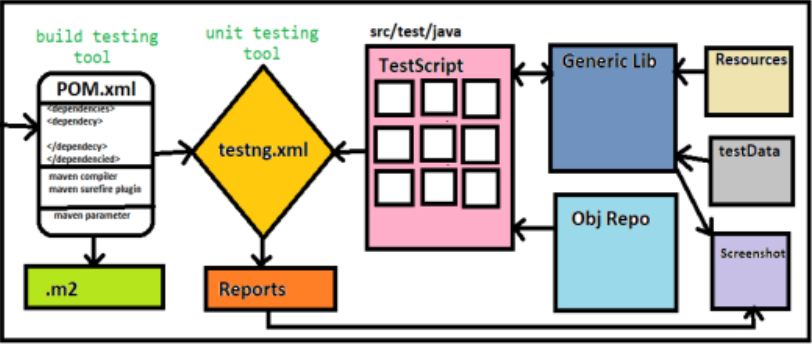 build testing
tool
unit testing
tool
src/test/java
POM.xml
<dependencies>
<dependecy>
</dependecy>
</dependencied>
maven compiler
maven surefire plugin
maven parameter
.m2
testng.xml
Reports
TestScript
Generic Lib
Obj Repo
Resources
testData
Screenshot